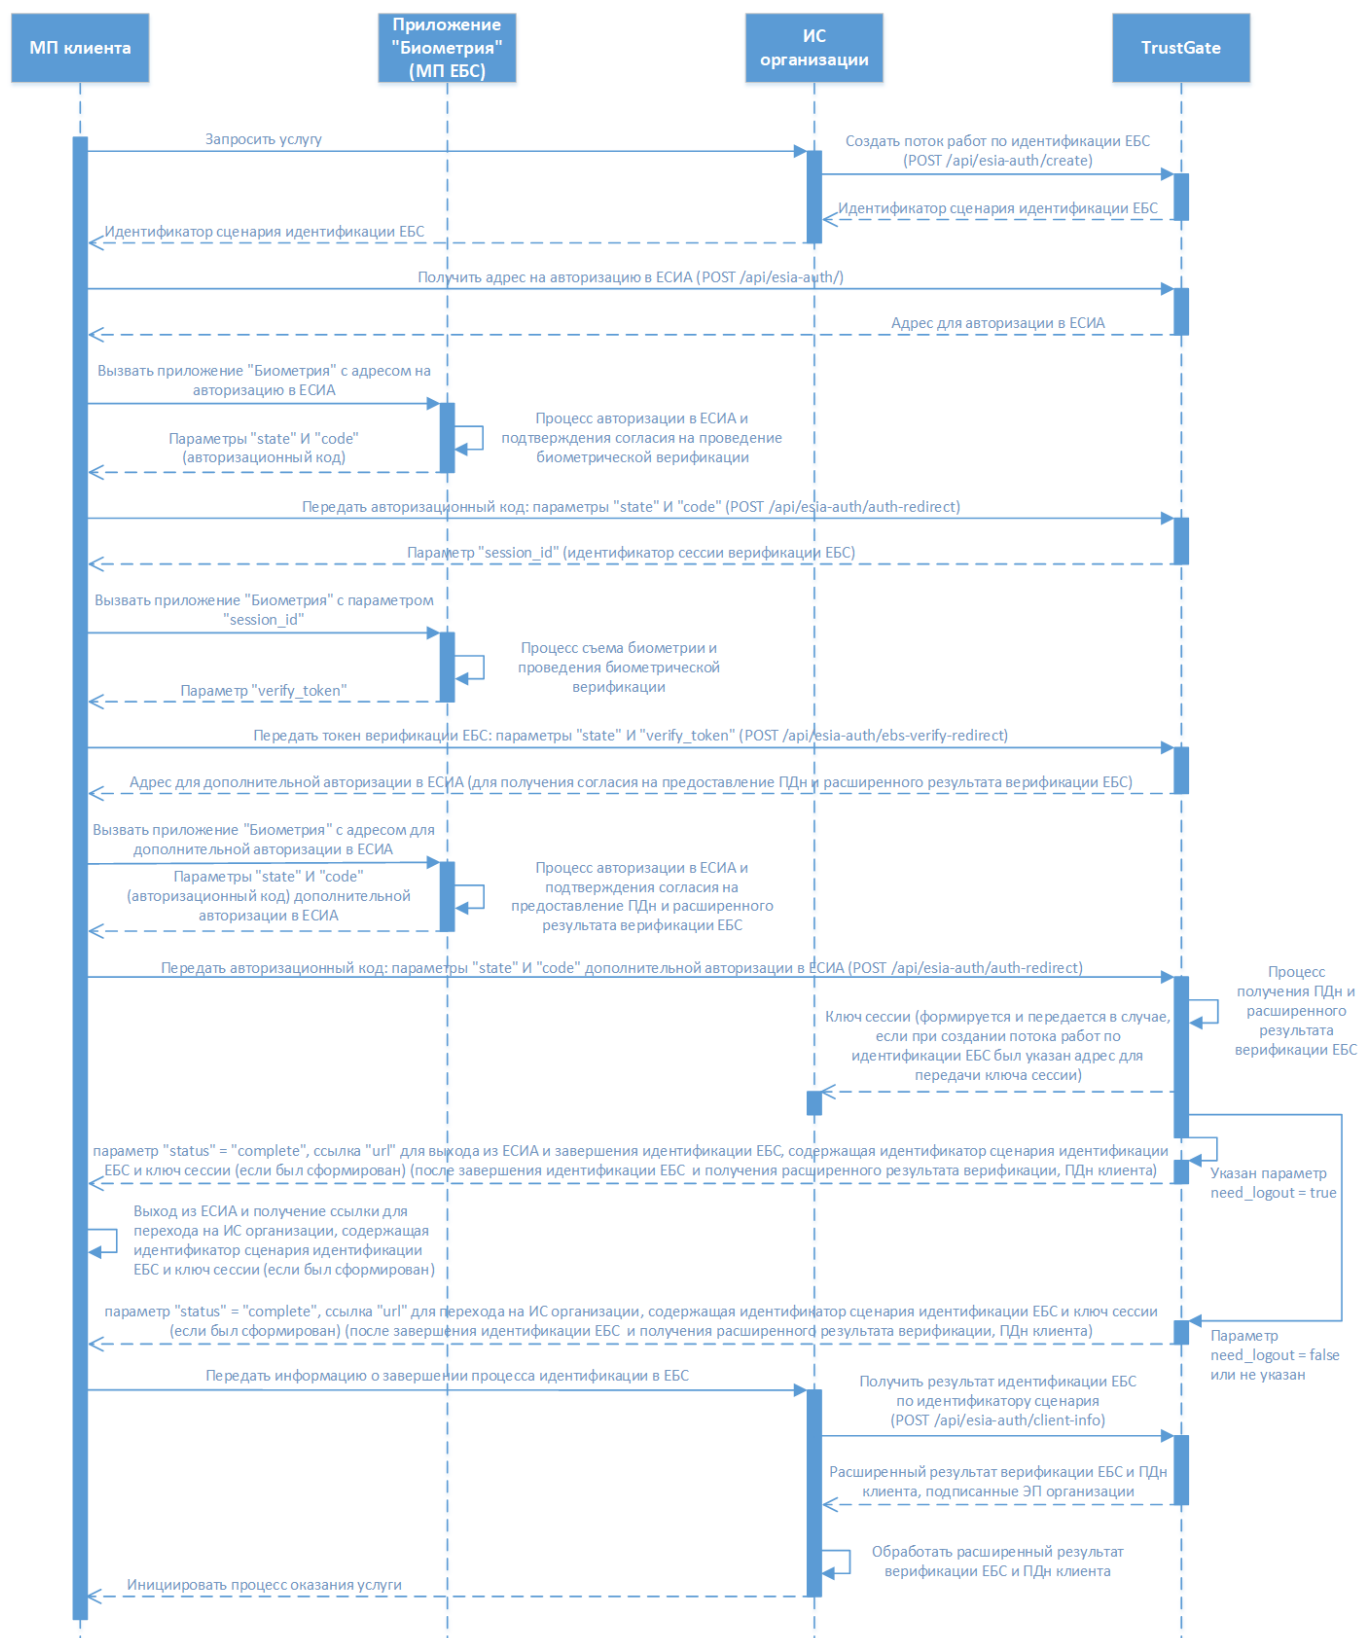 МП клиента
Приложение
"Биометрия"
(МП ЕБС)
ИС
организации
TrustGate
Запросить услугу
Создать поток работ по идентификации ЕБС
(POST /api/esia-auth/create)
Идентификатор сценария идентификации ЕБС
Идентификатор сценария идентификации ЕБС
Получить адрес на авторизацию в ЕСИА (POST /api/esia-auth/)
Адрес для авторизации в ЕСИА
Вызвать приложение "Биометрия" с адресом на
авторизацию в ЕСИА
Процесс авторизации в ЕСИА и
подтверждения согласия на проведение
биометрической верификации
Параметры "state" И "code"
(авторизационный код)
Передать авторизационный код: параметры "state" И "code" (POST /api/esia-auth/auth-redirect)
Параметр "session_id" (идентификатор сессии верификации ЕБС)
Вызвать приложение "Биометрия" с параметром
"session_id"
Процесс съема биометрии и
проведения биометрической
верификации
Параметр "verify_token"
Передать токен верификации ЕБС: параметры "state" И "verify_token" (POST /api/esia-auth/ebs-verify-redirect)
Адрес для дополнительной авторизации в ЕСИА (для получения согласия на предоставление ПДн и расширенного результата верификации ЕБС)
Вызвать приложение "Биометрия" с адресом для
дополнительной авторизации в ЕСИА
Процесс авторизации в ЕСИА и
подтверждения согласия на
предоставление ПДн и расширенного
результата верификации ЕБС
Параметры "state" И "code"
(авторизационный код) дополнительной
авторизации в ЕСИА
Передать авторизационный код: параметры "state" И "code" дополнительной авторизации в ЕСИА (POST /api/esia-auth/auth-redirect)
Процесс
получения ПДн и
расширенного
результата
верификации ЕБС
Ключ сессии (формируется и передается в случае,
если при создании потока работ по
идентификации ЕБС был указан адрес для
передачи ключа сессии)
параметр "status" = "complete", ссылка "url" для выхода из ЕСИА и завершения идентификации ЕБС, содержащая идентификатор сценария идентификации
ЕБС и ключ сессии (если был сформирован) (после завершения идентификации ЕБС и получения расширенного результата верификации, ПДн клиента)
Указан параметр
need_logout = true
Выход из ЕСИА и получение ссылки для
перехода на ИС организации, содержащая
идентификатор сценария идентификации
ЕБС и ключ сессии (если был сформирован)
параметр "status" = "complete", ссылка "url" для перехода на ИС организации, содержащая идентификатор сценария идентификации ЕБС и ключ сессии
(если был сформирован) (после завершения идентификации ЕБС и получения расширенного результата верификации, ПДн клиента)
Параметр
need_logout = false
или не указан
Передать информацию о завершении процесса идентификации в ЕБС
Получить результат идентификации ЕБС
по идентификатору сценария
(POST /api/esia-auth/client-info)
Расширенный результат верификации ЕБС и ПДн
клиента, подписанные ЭП организации
Обработать расширенный результат
верификации ЕБС и ПДн клиента
Инициировать процесс оказания услуги